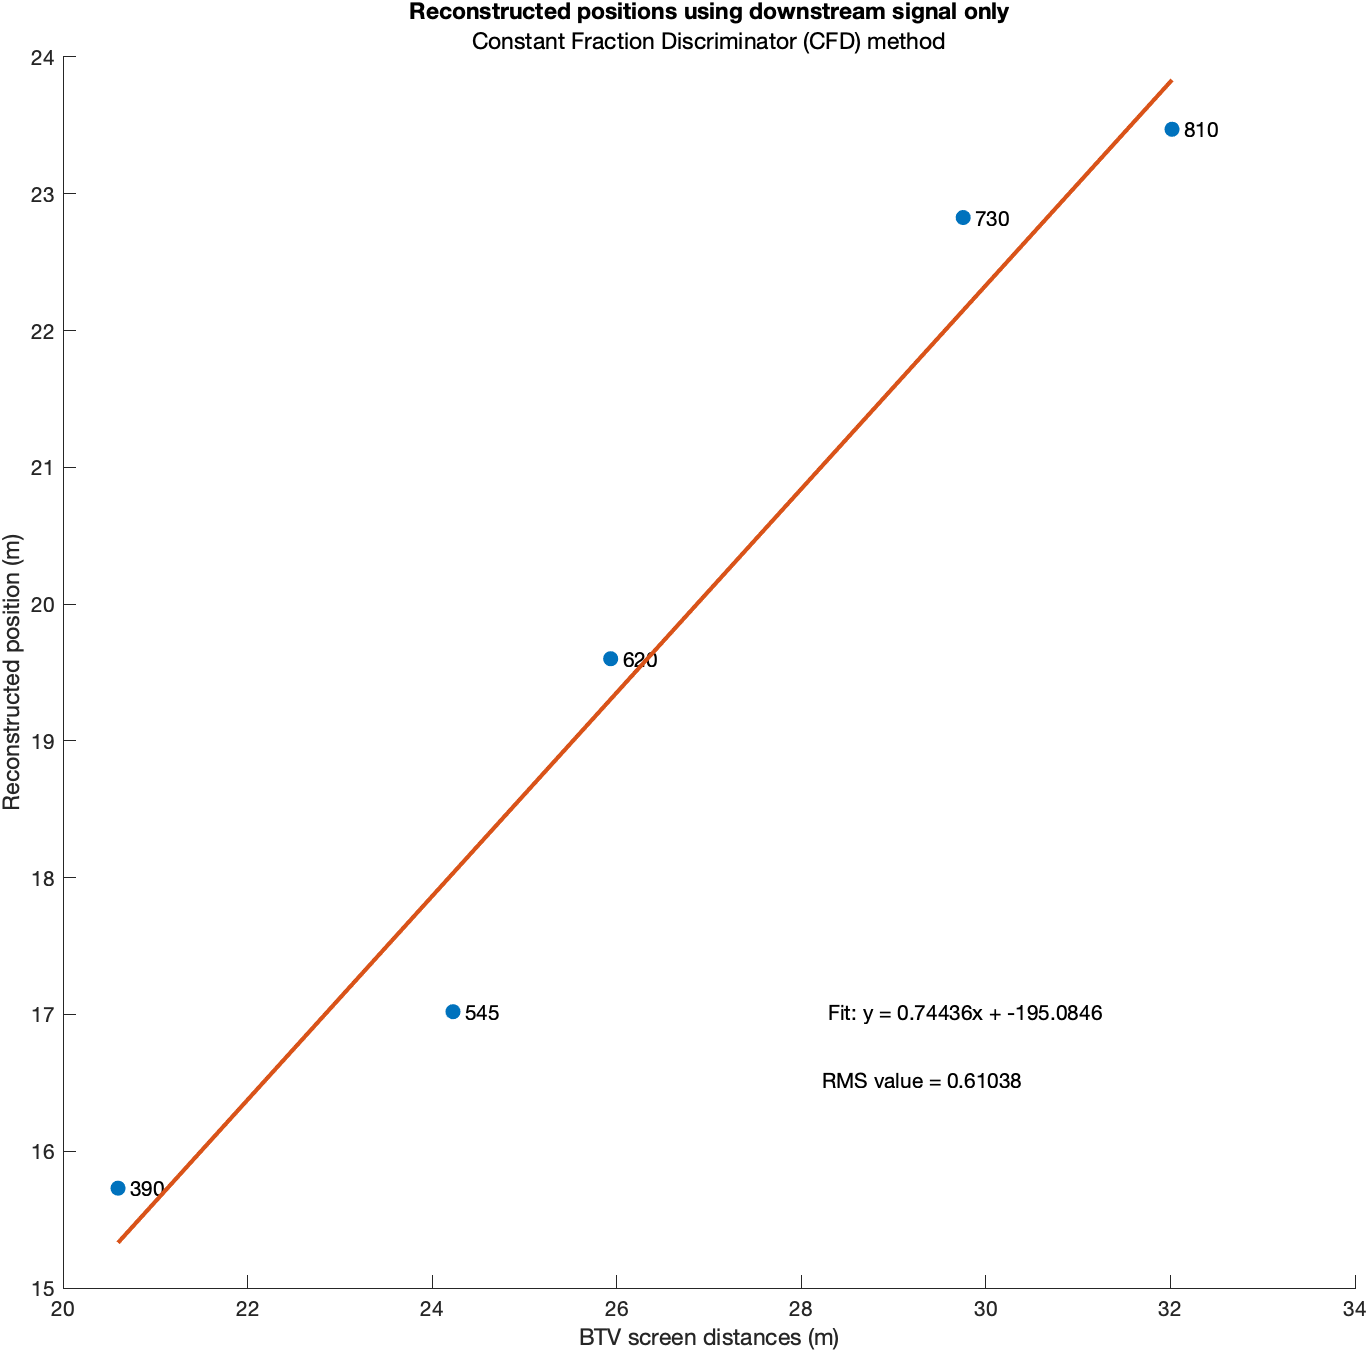 Reconstructed positions using downstream signal only
Constant Fraction Discriminator (CFD) method
24
23
22
21
20
19
18
17
16
15
Reconstructed position (m)
810
730
620
545
390
Fit: y = 0.74436x + -195.0846
RMS value = 0.61038
20 22 24 26 28 30 32 34
BTV screen distances (m)